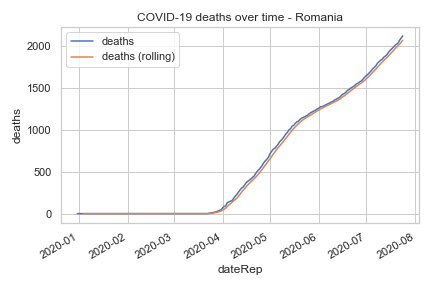 COVID-19 deaths over time - Romania
deaths
deaths (rolling)
2000
1500
1000
500
0
deaths
2020-01
2020-02
2020-03
2020-04
2020-05
2020-06
2020-07
2020-08
dateRep